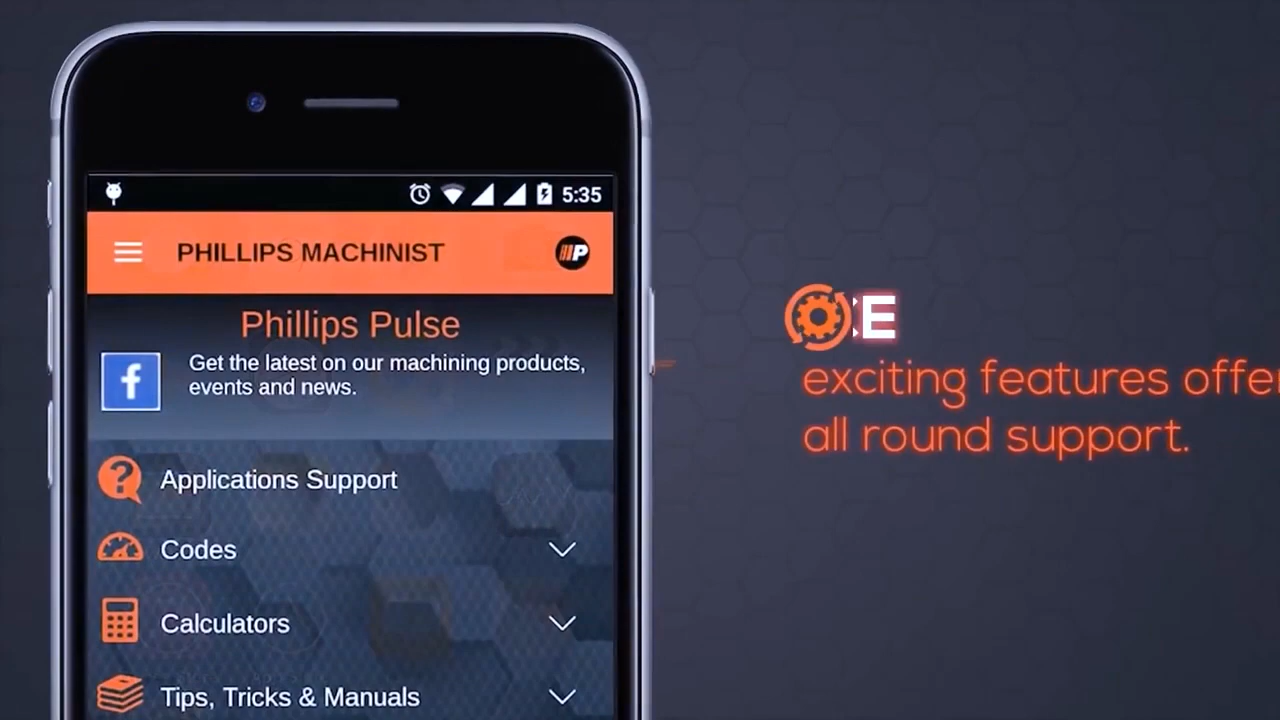 5:35
PHILLIPS MACHINIST
P
Phillips Pulse
f
Get the latest on our machining products,
events and news.
Applications Support
Codes
Calculators
Tips, Tricks & Manuals
E
exciting features
all round support.